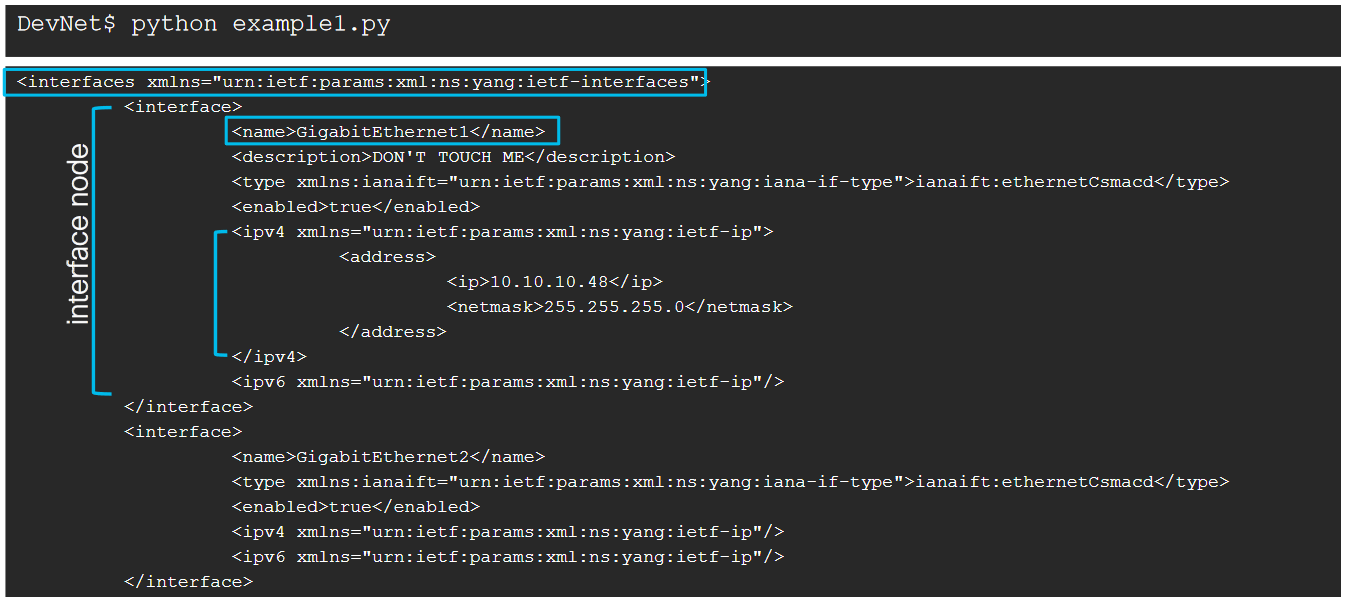 DevNet$ python example1.py
<interfaces xmlns="urn:ietf:params:xml:ns:yang:ietf-interfaces">
<interface>
<name>GigabitEthernet1</name>
<description>DON'T TOUCH ME</description>
<type xmlns:ianaift="urn:ietf:params:xml:ns:yang:iana-if-type">ianaift:ethernetCsmacd</type>
<enabled>true</enabled>
<ipv4 xmlns="urn:ietf:params:xml:ns:yang:ietf-ip">
<address>
<ip>10.10.10.48</ip>
<netmask>255.255.255.0</netmask>
</address>
</ipv4>
<ipv6 xmlns="urn:ietf:params:xml:ns:yang:ietf-ip"/>
</interface>
<interface>
<name>GigabitEthernet2</name>
<type xmlns:ianaift="urn:ietf:params:xml:ns:yang:iana-if-type">ianaift:ethernetCsmacd</type>
<enabled>true</enabled>
<ipv4 xmlns="urn:ietf:params:xml:ns:yang:ietf-ip"/>
<ipv6 xmlns="urn:ietf:params:xml:ns:yang:ietf-ip"/>
</interface>
interface node